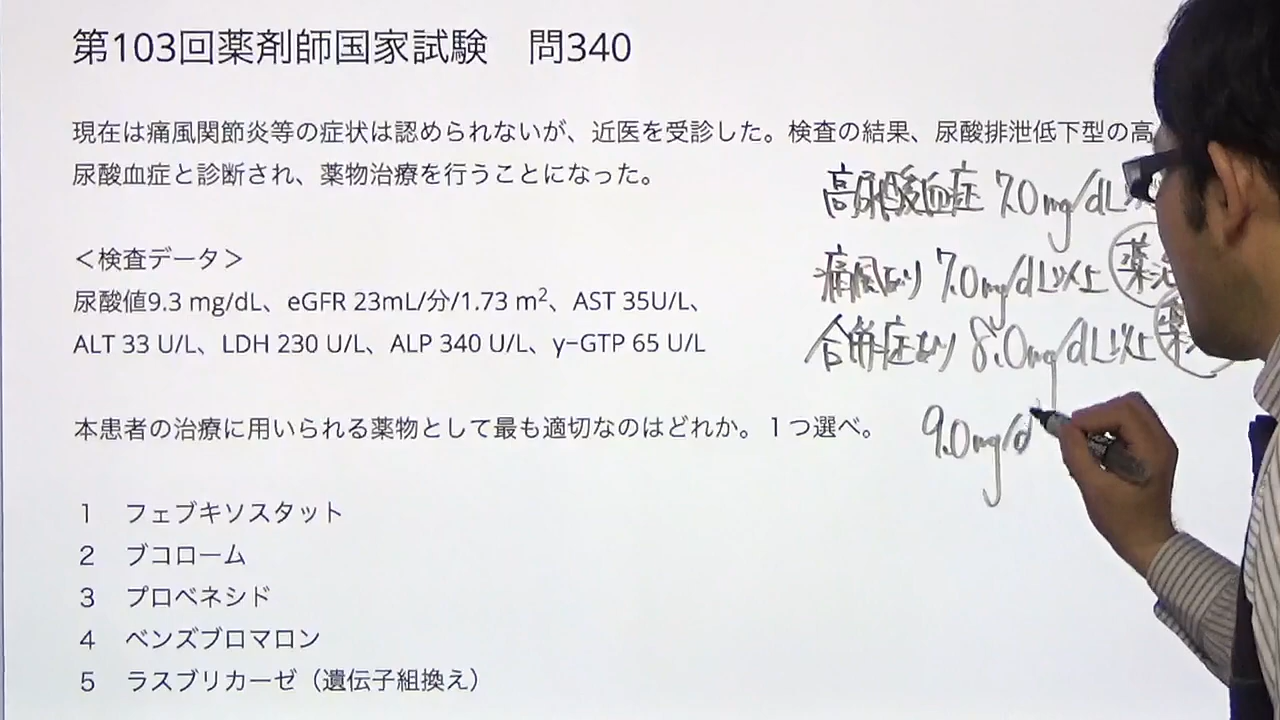 第103回薬剤師国家試験　問340
現在は痛風関節炎等の症状は認められないが、近医を受診した。検査の結果、尿酸排泄低下型の高
尿酸血症と診断され、薬物治療を行うことになった。
高尿酸血症 7.0mg/dL
＜検査データ＞
痛風あり 7.0mg/dL以上 薬治
尿酸値9.3 mg/dL、eGFR 23mL/分/1.73 m²、AST 35U/L、
ALT 33 U/L、LDH 230 U/L、ALP 340 U/L、γ−GTP 65 U/L
合併症あり 8.0mg/dL以上 薬
本患者の治療に用いられる薬物として最も適切なのはどれか。１つ選べ。
9.0mg/d
1　フェブキソスタット
2　ブコローム
3　プロベネシド
4　ベンズブロマロン
5　ラスブリカーゼ（遺伝子組換え）